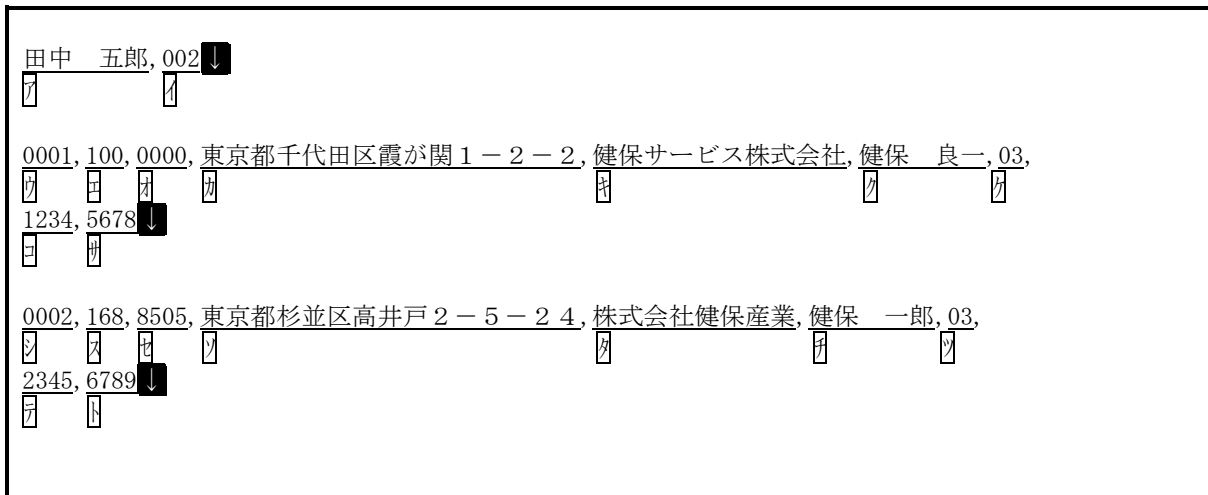 田中　五郎,002↓
ア イ
0001,100,0000,東京都千代田区霞が関１－２－２,健保サービス株式会社,健保　良一,03,
ウ エ オ カ キ ク ケ
1234,5678↓
コ サ
0002,168,8505,東京都杉並区高井戸２－５－２４,株式会社健保産業,健保　一郎,03,
シ ス セ ソ タ チ ツ
2345,6789↓
テ ト